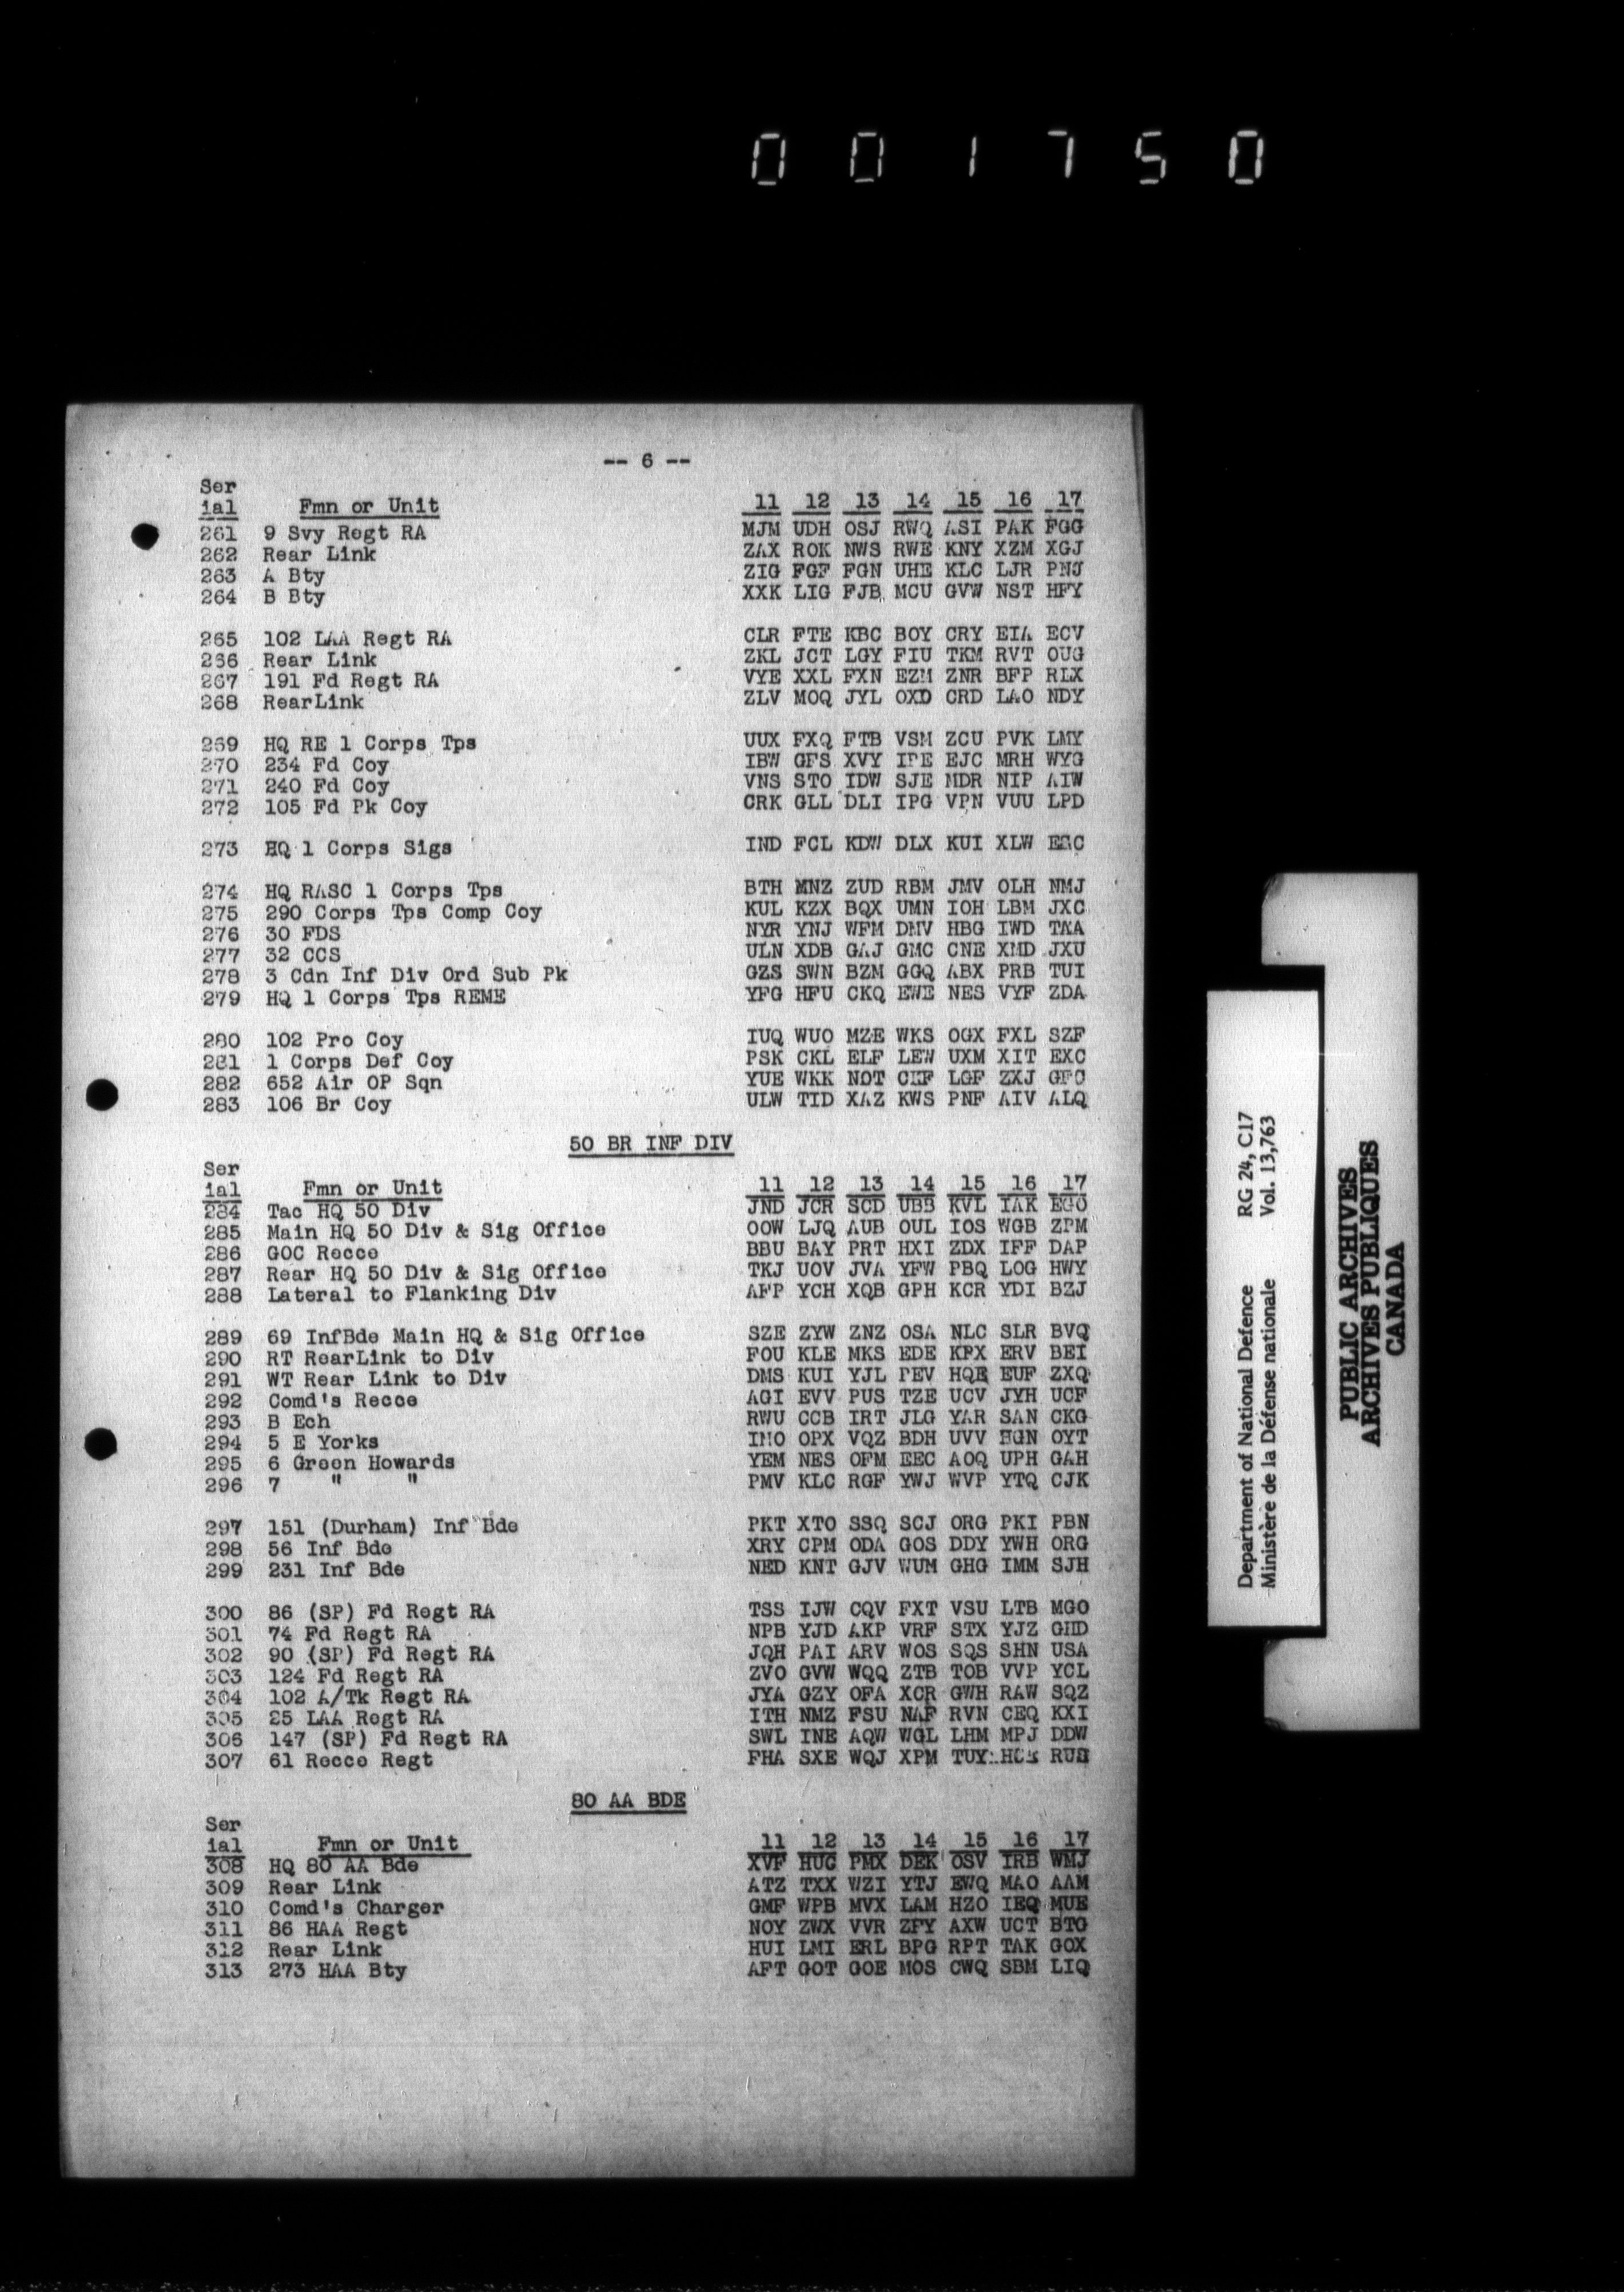 001750
-- 6 --
Ser
ial Fmn or Unit 11 12 13 14 15 16 17
261 9 Svy Regt RA MJM UDH OSJ RWQ ASI PAK FGG
262 Rear Link ZAX ROK NWS RWE KNY XZM XGJ
263 A Bty ZIG FGF FGN UHE KLC LJR PNJ
264 B Bty XXK LIG FJB MCU GVW NST HFY
265 102 LAA Regt RA CLR FTE KBC BOY CRY EIA ECV
266 Rear Link ZKL JCT LGY FIU TKM RVT OUG
267 191 Fd Regt RA VYE XXL FXN EZM ZNR BFP RLX
268 RearLink ZLV MOQ JYL OXD CRD LAO NDY
269 HQ RE 1 Corps Tps UUX FXQ FTB VSM ZCU PVK LMY
270 234 Fd Coy IBW GFS XVY EJC MRH WYG
271 240 Fd Coy VNS STO IDW SJE MDR NIP AIW
272 105 Fd Pk Coy CRK GLL DLI IPG VPN VUU LPD
273 HQ 1 Corps Sigs IND FCL KDW DLX KUI XLW
274 HQ RASC 1 Corps Tps BTH MNZ ZUD RBM JMV OLH NMJ
275 290 Corps Tps Comp Coy KUL KZX BQX UMN IOH LBM JXC
276 30 FDS NYR YNJ WFM DMV HBG IWD TAA
277 32 CCS ULN XDB GAJ GMC CNE XMD JXU
278 3 Cdn Inf Div Ord Sub Pk GZS SWN BZM GGQ ABX PRB TUI
279 HQ 1 Corps Tps REME YFG HFU CKQ EWE NES VYF ZDA
280 102 Pro Coy IUQ WUO MZE WKS OGX FXL SZF
281 1 Corps Def Coy PSK CKL ELF LEW UXM XIT EXC
282 652 Air OP Sqn YUE WKK NOT LGF ZXJ
283 106 Br Coy ULW TID XAZ KWS PNF AIV ALQ
50 BR INF DIV
Ser
ial Fmn or Unit 11 12 13 14 15 16 17
284 Tac HQ 50 Div JND JCR SCD UBB KVL IAK EGO
285 Main HQ 50 Div & Sig Office OOW LJQ AUB OUL IOS WGB ZPM
286 GOC Recce BBU BAY PRT HXI ZDX IFF DAP
287 Rear HQ 50 Div & Sig Office TKJ UOV JVA YFW PBQ LOG HWY
288 Lateral to Flanking Div AFP YCH XQB GPH KCR YDI BZJ
289 69 InfBde Main HQ & Sig Office SZE ZYW ZNZ OSA NLC SLR BVQ
290 RT RearLink to Div FOU KLE MKS EDE KPX ERV BEI
291 WT Rear Link to Div DMS KUI YJL PEV HQE EUF ZXQ
292 Comd's Recce AGI EVV PUS TZE UCV JYH UCF
293 B Ech RWU CCB IRT JLG YAR SAN CKG
294 5 E Yorks IMO OPX VQZ BDH UVV OYT
295 6 Green Howards YEM NES OFM EEC AOQ UPH GAH
296 7 " " PMV KLC RGF YWJ WVP YTQ CJK
297 151 (Durham) Inf Bde PKT XTO SSQ SCJ ORG PKI PBN
298 56 Inf Bde XRY CPM ODA GOS DDY YWH ORG
299 231 Inf Bde NED KNT GJV WUM GHG IMM SJH
300 86 (SP) Fd Regt RA TSS IJW CQV FXT VSU LTB MGO
301 74 Fd Regt RA NPB YJD AKP VRF STX YJZ GHD
302 90 (SP) Fd Regt RA JQH PAI ARV WOS SQS SHN USA
303 124 Fd Regt RA ZVO GVW WQQ ZTB TOB VVP YCL
304 102 A/Tk Regt RA JYA GZY OFA XCR GWH RAW SQZ
305 25 LAA Regt RA ITH NMZ FSU NAF RVN CEQ KXI
306 147 (SP) Fd Regt RA SWL INE AQW WGL LHM MPJ DDW
307 61 Recce Regt FHA SXE WQJ XPM TUY
80 AA BDE
Ser
ial Fmn or Unit 11 12 13 14 15 16 17
308 HQ 80 AA Bde XVF HUG PMX DEK OSV IRB WMJ
309 Rear Link ATZ TXX WZI YTJ EWQ MAO AAM
310 Comd's Charger GMF WPB MVX LAM HZO IEQ MUE
311 86 HAA Regt NOY ZWX VVR ZFY AXW UCT BTG
312 Rear Link HUI LMI ERL BPG RPT TAK GOX
313 273 HAA Bty AFT GOT GOE MOS CWQ SBM LIQ
Department of National Defence RG 24, C17
Ministère de la Défense nationale Vol. 13,763
PUBLIC ARCHIVES
ARCHIVES PUBLIQUES
CANADA